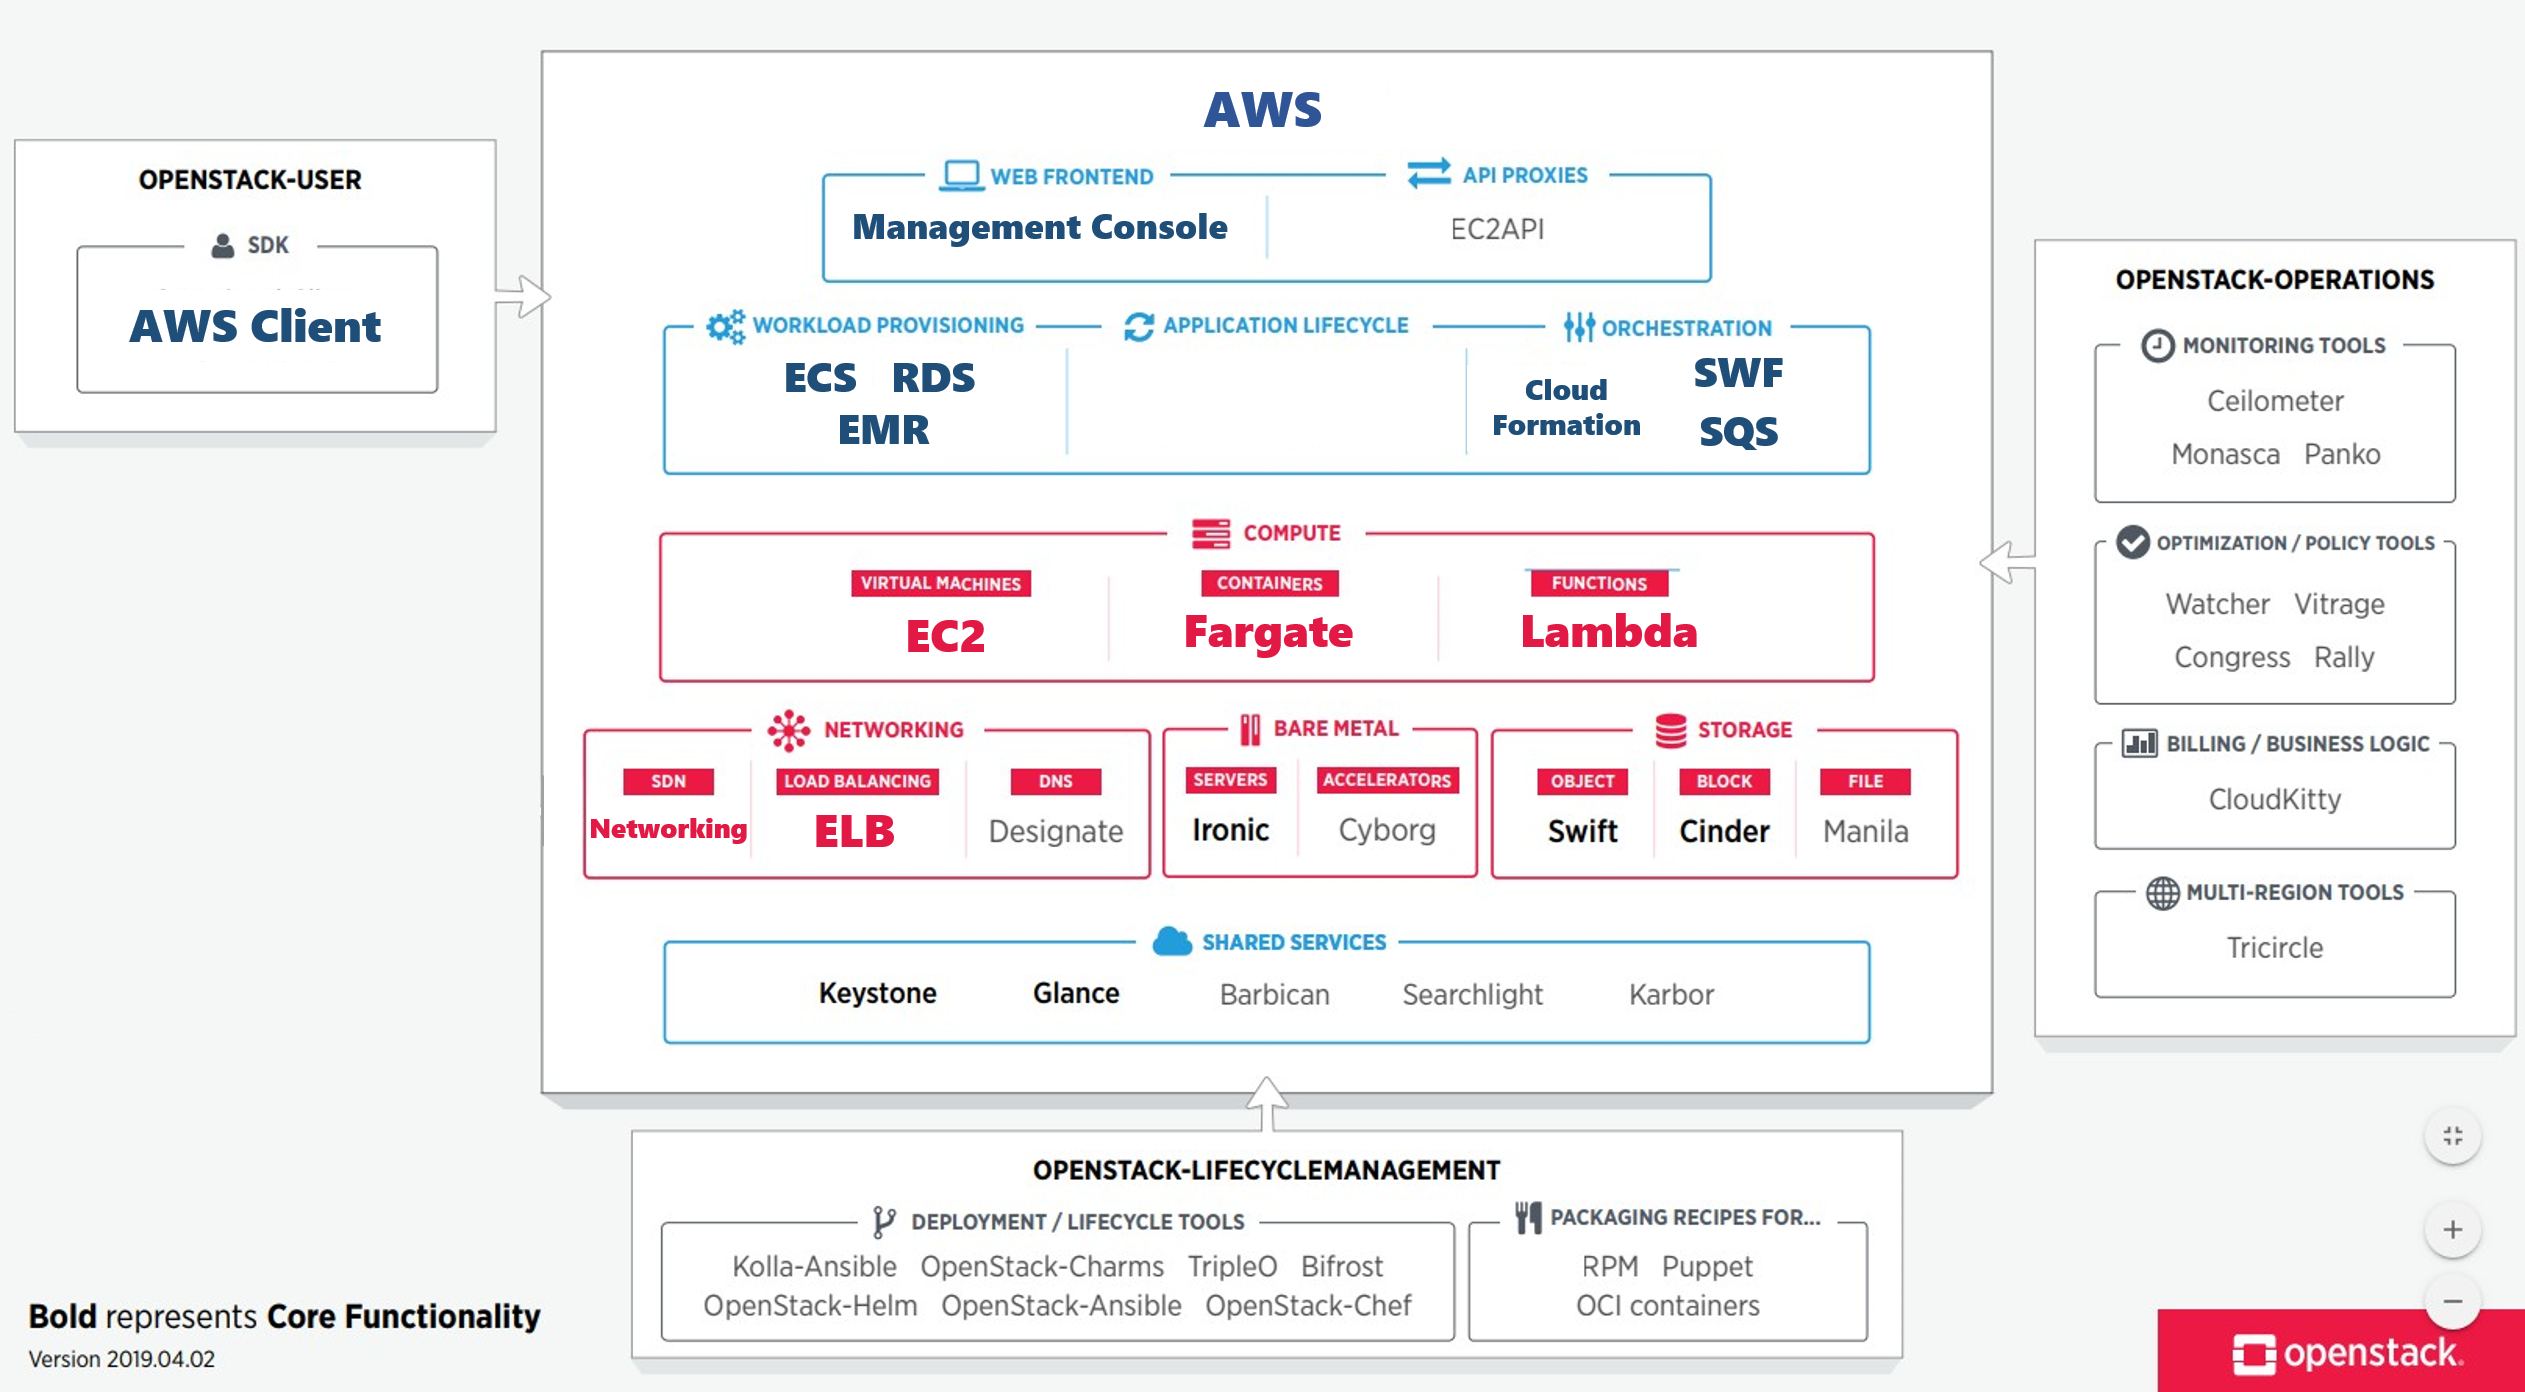 AWS
OPENSTACK-USER
SDK
AWS Client
WEB FRONTEND
API PROXIES
Management Console
EC2API
WORKLOAD PROVISIONING
APPLICATION LIFECYCLE
ORCHESTRATION
ECS RDS
EMR
Cloud
Formation
SWF
SQS
COMPUTE
VIRTUAL MACHINES
CONTAINERS
FUNCTIONS
EC2
Fargate
Lambda
NETWORKING
SDN
LOAD BALANCING
DNS
Networking
ELB
Designate
BARE METAL
SERVERS
ACCELERATORS
Ironic
Cyborg
STORAGE
OBJECT
BLOCK
FILE
Swift
Cinder
Manila
SHARED SERVICES
Keystone
Glance
Barbican
Searchlight
Karbor
OPENSTACK-OPERATIONS
MONITORING TOOLS
Ceilometer
Monasca Panko
OPTIMIZATION / POLICY TOOLS
Watcher Vitrage
Congress Rally
BILLING / BUSINESS LOGIC
CloudKitty
MULTI-REGION TOOLS
Tricircle
OPENSTACK-LIFECYCLEMANAGEMENT
DEPLOYMENT / LIFECYCLE TOOLS
Kolla-Ansible OpenStack-Charms TripleO Bifrost
OpenStack-Helm OpenStack-Ansible OpenStack-Chef
PACKAGING RECIPES FOR...
RPM Puppet
OCI containers
Bold represents Core Functionality
Version 2019.04.02
openstack.